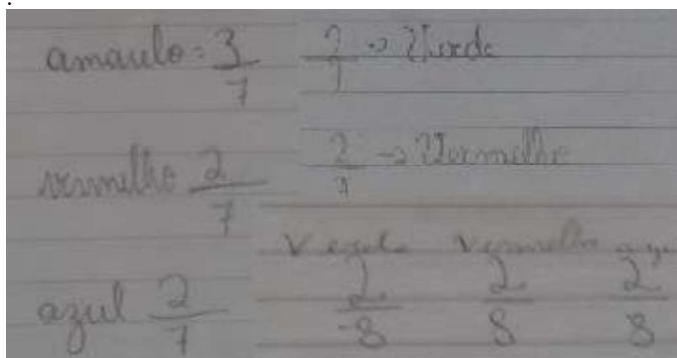 amarelo = 3/7
2/7 -> Verde
vermelho 2/7
2/7 -> Vermelho
azul 2/7
Verde vermelho azul
2/8 2/8 2/8